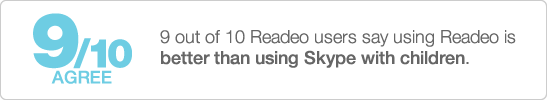 9/10
AGREE
9 out of 10 Readeo users say using Readeo is
better than using Skype with children.